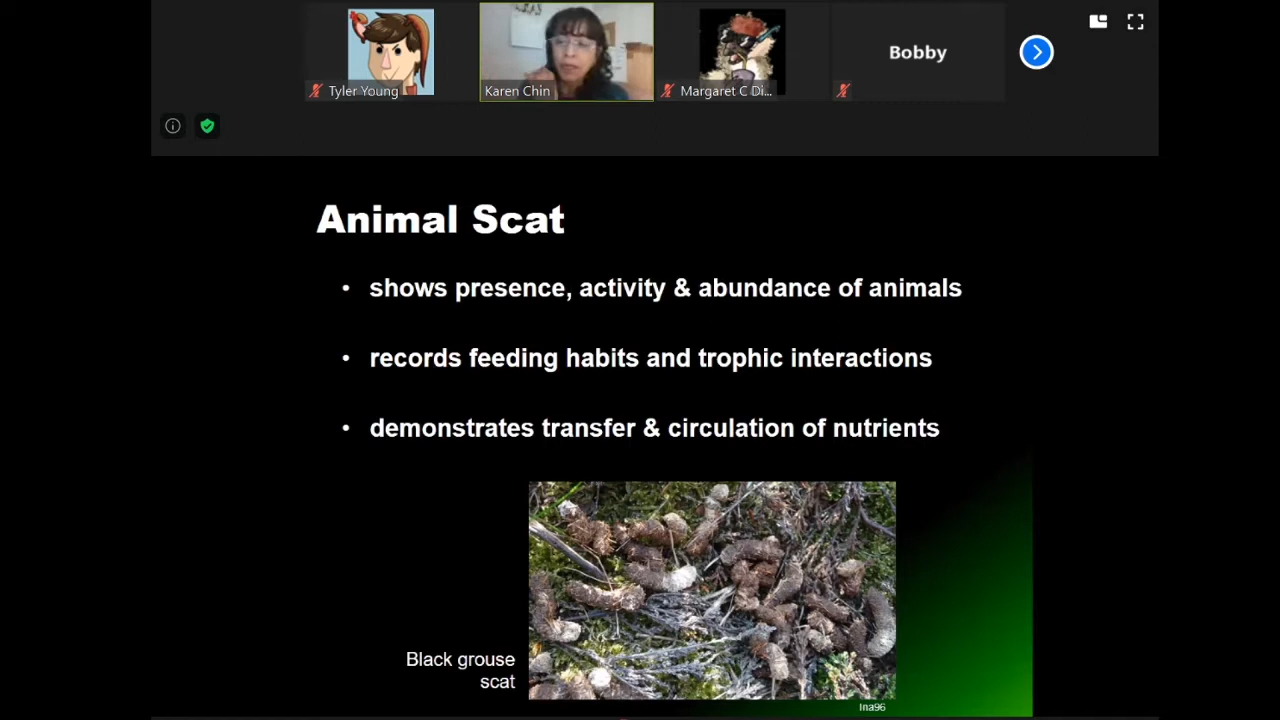 Bobby
Tyler Young
Karen Chin
Margaret C Di...
Animal Scat
• shows presence, activity & abundance of animals
• records feeding habits and trophic interactions
• demonstrates transfer & circulation of nutrients
Black grouse
scat
Ina96